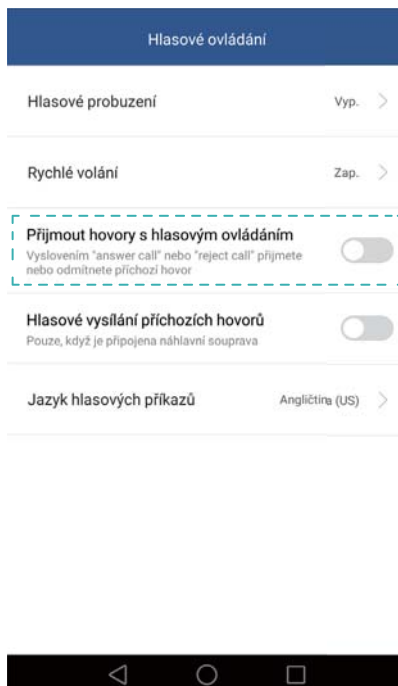 Hlasové ovládání
Hlasové probuzení Vyp.
Rychlé volání Zap.
Přijmout hovory s hlasovým ovládáním
Vyslovením "answer call" nebo "reject call" přijmete
nebo odmítnete příchozí hovor
Hlasové vysílání příchozích hovorů
Pouze, když je připojena náhlavní souprava
Jazyk hlasových příkazů Angličtina (US)